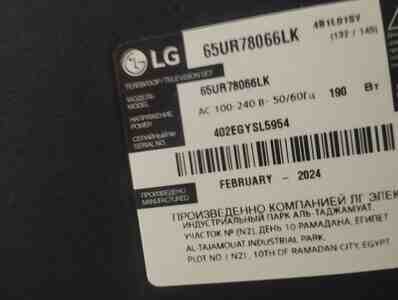 LG
65UR78066LK
4B1L01SY
(132 / 145)
ТЕЛЕВИЗОР / TELEVISION SET
МОДЕЛЬ
MODEL
65UR78066LK
НАПРЯЖЕНИЕ
POWER
AC 100-240 В~ 50/60Гц 190 Вт
СЕРИЙНЫЙ №
SERIAL NO.
402EGYSL5954
ПРОИЗВЕДЕНО
MANUFACTURED
FEBRUARY - 2024
ПРОИЗВЕДЕНО КОМПАНИЕЙ ЛГ ЭЛЕК
ИНДУСТРИАЛЬНЫЙ ПАРК АЛЬ-ТАДЖАМУАТ,
УЧАСТОК № (N2), ДЕНЬ 10 РАМАДАНА, ЕГИПЕТ
AL-TAJAMOUAT INDUSTRIAL PARK,
PLOT NO ( N2) , 10TH OF RAMADAN CITY, EGYPT.